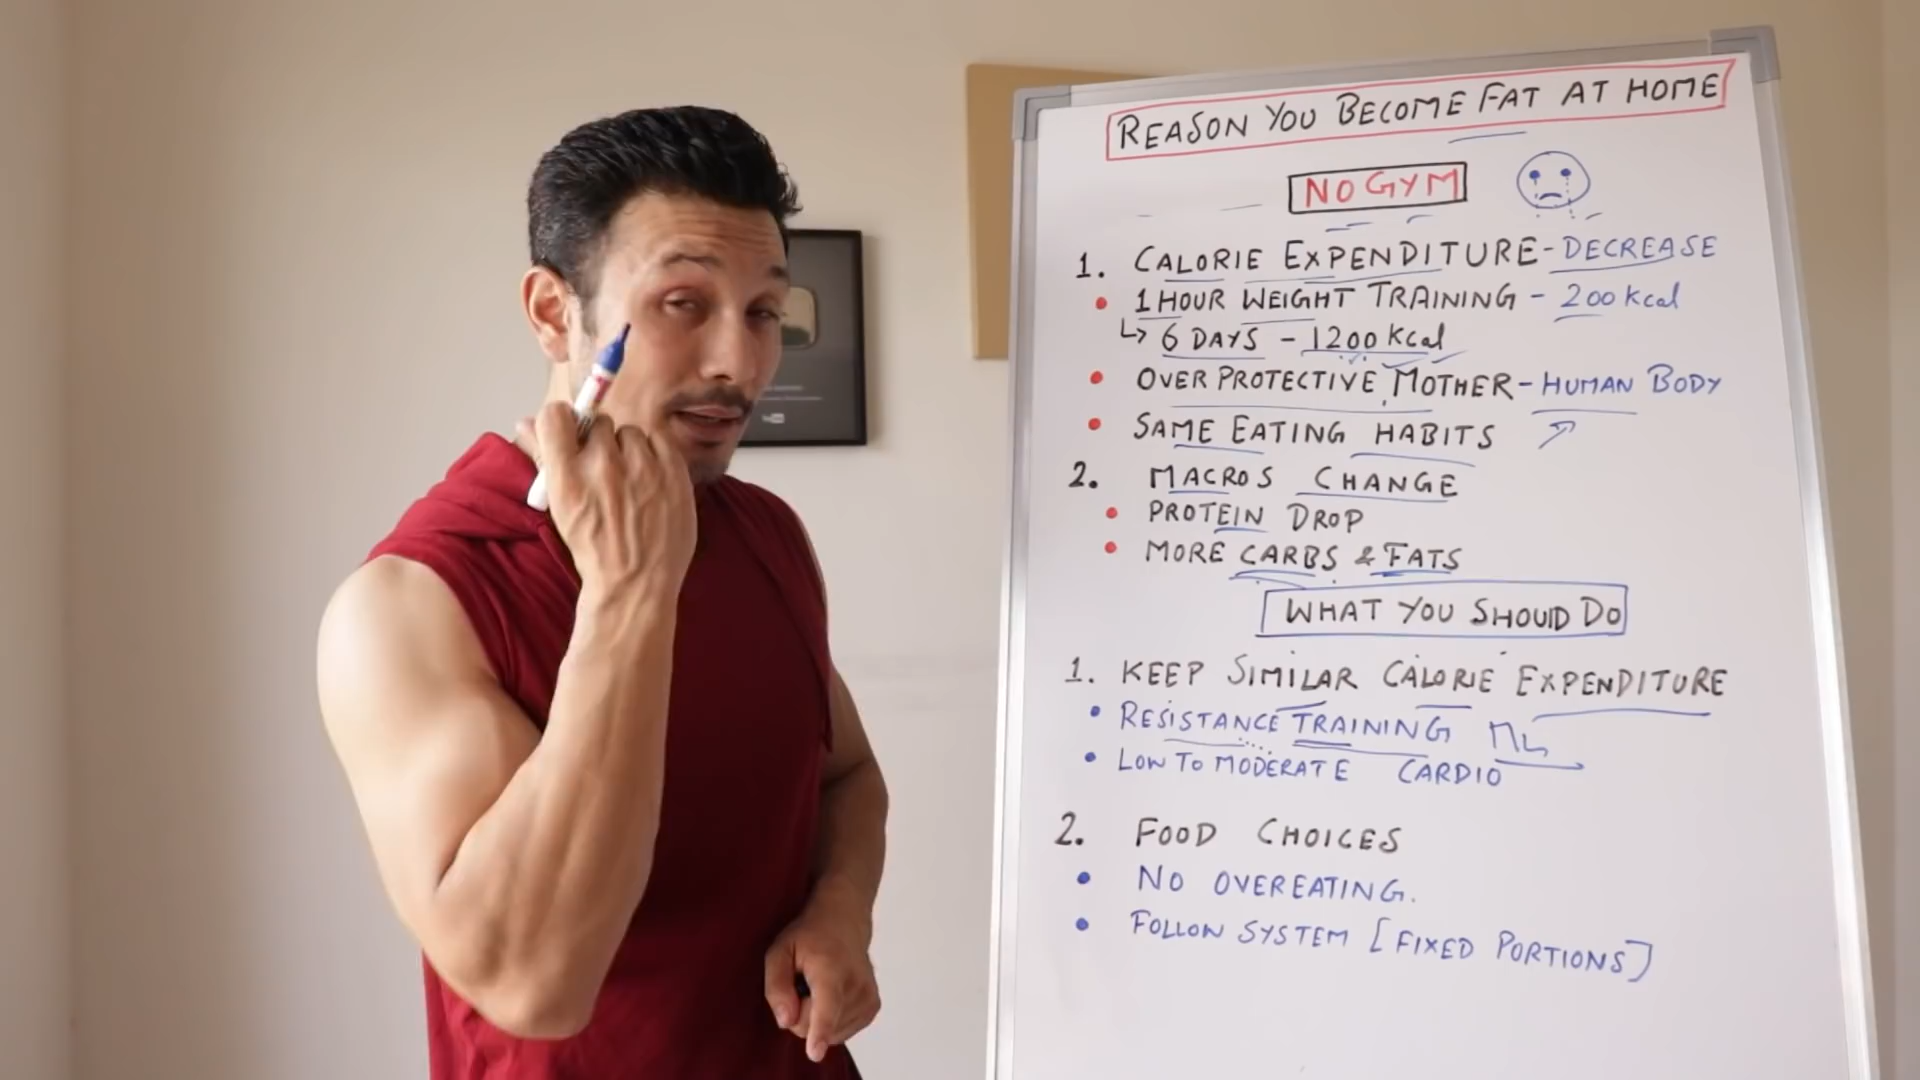 REASON YOU BECOME FAT AT HOME
NO GYM
1. CALORIE EXPENDITURE - DECREASE
• 1 HOUR WEIGHT TRAINING - 200 Kcal
↳ 6 DAYS - 1200 Kcal
• OVER PROTECTIVE MOTHER - HUMAN BODY
• SAME EATING HABITS
2. MACROS CHANGE
• PROTEIN DROP
• MORE CARBS & FATS
WHAT YOU SHOULD DO
1. KEEP SIMILAR CALORIE EXPENDITURE
• RESISTANCE TRAINING
• LOW TO MODERATE CARDIO
2. FOOD CHOICES
• NO OVEREATING.
• FOLLOW SYSTEM [FIXED PORTIONS]